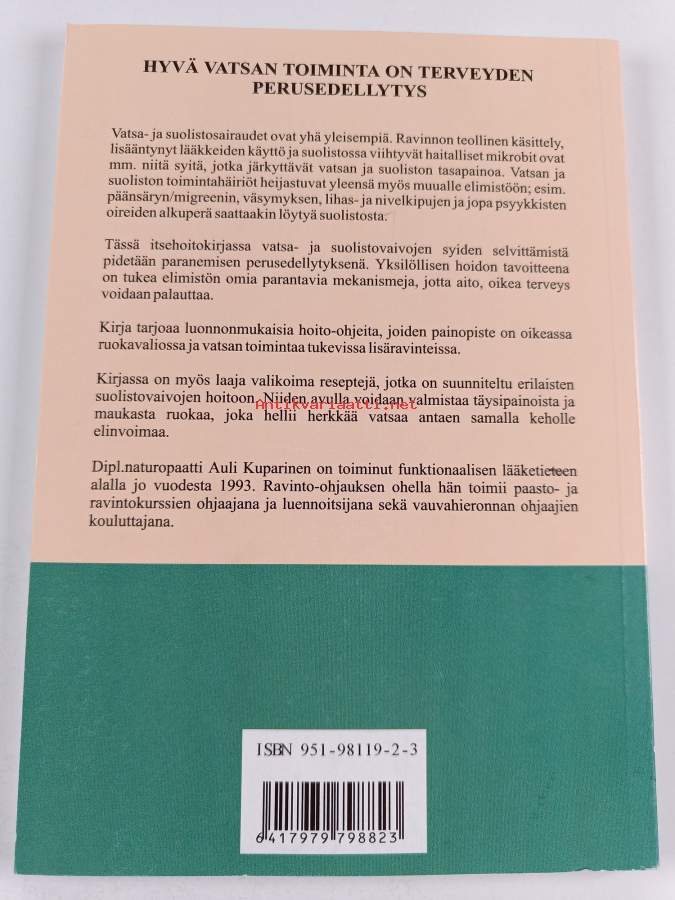 HYVÄ VATSAN TOIMINTA ON TERVEYDEN
PERUSEDELLYTYS
Vatsa- ja suolistosairaudet ovat yhä yleisempiä. Ravinnon teollinen käsittely,
lisääntynyt lääkkeiden käyttö ja suolistossa viihtyvät haitalliset mikrobit ovat
mm. niitä syitä, jotka järkyttävät vatsan ja suoliston tasapainoa. Vatsan ja
suoliston toimintahäiriöt heijastuvat yleensä myös muualle elimistöön; esim.
päänsäryn/migreenin, väsymyksen, lihas- ja nivelkipujen ja jopa psyykkisten
oireiden alkuperä saattaakin löytyä suolistosta.
Tässä itsehoitokirjassa vatsa- ja suolistovaivojen syiden selvittämistä
pidetään paranemisen perusedellytyksenä. Yksilöllisen hoidon tavoitteena
on tukea elimistön omia parantavia mekanismeja, jotta aito, oikea terveys
voidaan palauttaa.
Kirja tarjoaa luonnonmukaisia hoito-ohjeita, joiden painopiste on oikeassa
ruokavaliossa ja vatsan toimintaa tukevissa lisäravinteissa.
Kirjassa on myös laaja valikoima reseptejä, jotka on suunniteltu erilaisten
suolistovaivojen hoitoon. Niiden avulla voidaan valmistaa täysipainoista ja
Antikvariaatti.net
maukasta ruokaa, joka hellii herkkää vatsaa antaen samalla keholle
elinvoimaa.
Dipl.naturopaatti Auli Kuparinen on toiminut funktionaalisen lääketieteen
alalla jo vuodesta 1993. Ravinto-ohjauksen ohella hän toimii paasto- ja
ravintokurssien ohjaajana ja luennoitsijana sekä vauvahieronnan ohjaajien
kouluttajana.
ISBN 951-98119-2-3
6 417979 798823